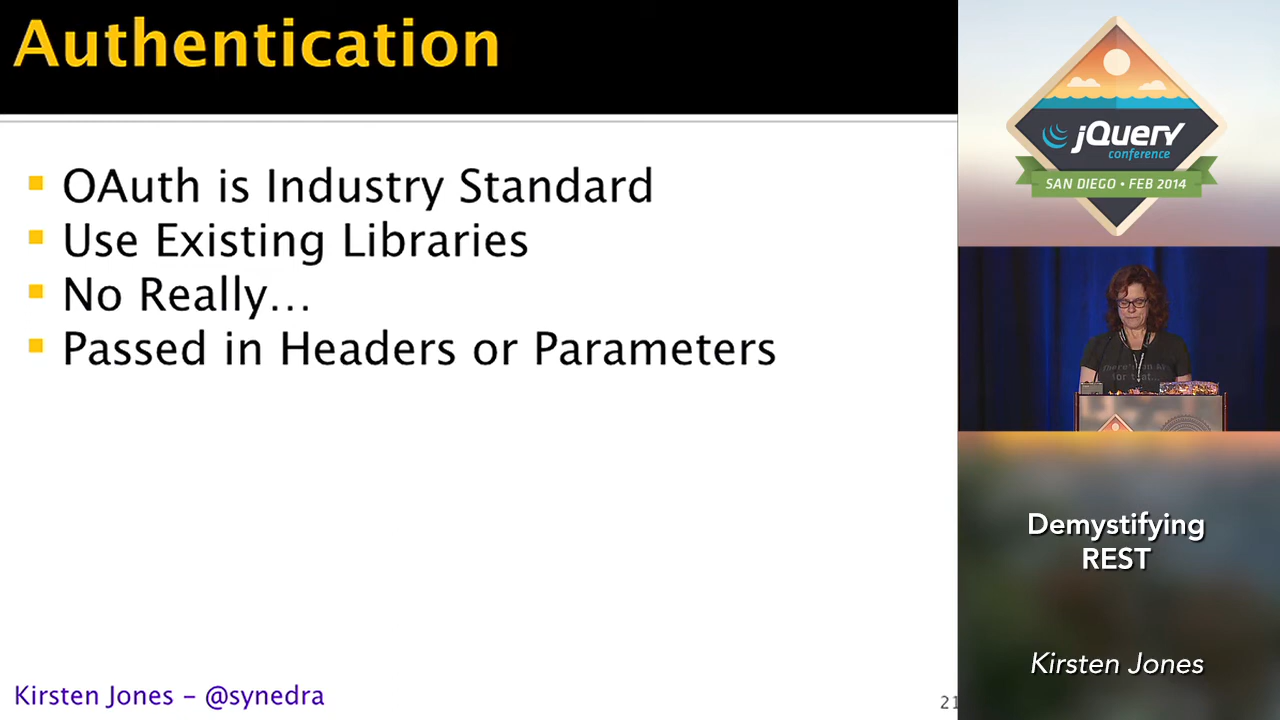 Authentication
OAuth is Industry Standard
Use Existing Libraries
No Really…
Passed in Headers or Parameters
Kirsten Jones – @synedra
21
jQuery
conference
SAN DIEGO • FEB 2014
Demystifying
REST
Kirsten Jones